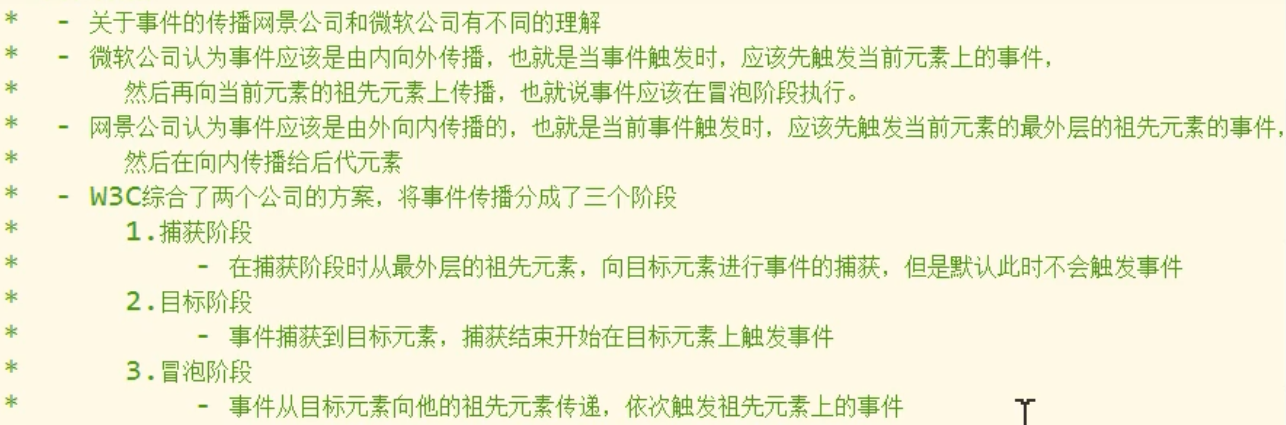 * - 关于事件的传播网景公司和微软公司有不同的理解
* - 微软公司认为事件应该是由内向外传播，也就是当事件触发时，应该先触发当前元素上的事件，
* 然后再向当前元素的祖先元素上传播，也就说事件应该在冒泡阶段执行。
* - 网景公司认为事件应该是由外向内传播的，也就是当前事件触发时，应该先触发当前元素的最外层的祖先元素的事件，
* 然后在向内传播给后代元素
* - W3C综合了两个公司的方案，将事件传播分成了三个阶段
* 1.捕获阶段
* - 在捕获阶段时从最外层的祖先元素，向目标元素进行事件的捕获，但是默认此时不会触发事件
* 2.目标阶段
* - 事件捕获到目标元素，捕获结束开始在目标元素上触发事件
* 3.冒泡阶段
* - 事件从目标元素向他的祖先元素传递，依次触发祖先元素上的事件